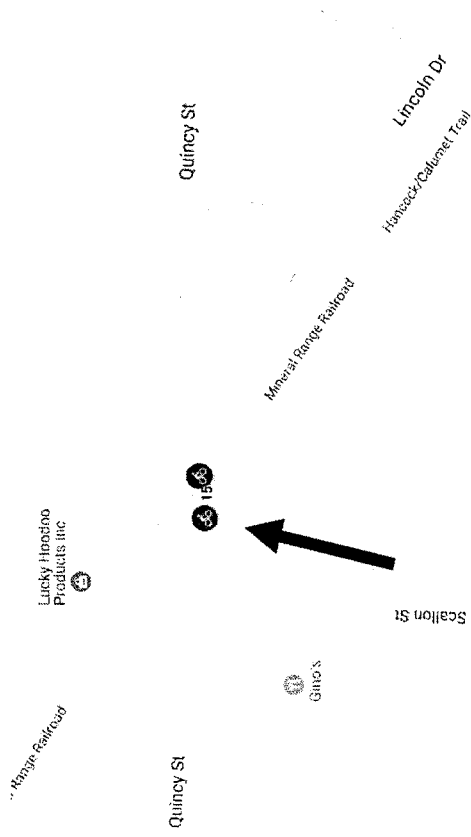 Quincy St
Lincoln Dr
Hancock/Calumet Trail
Mineral Range Railroad
15
Lucky Hoodoo
Products Inc
Scallon St
Gino's
Range Railroad
Quincy St